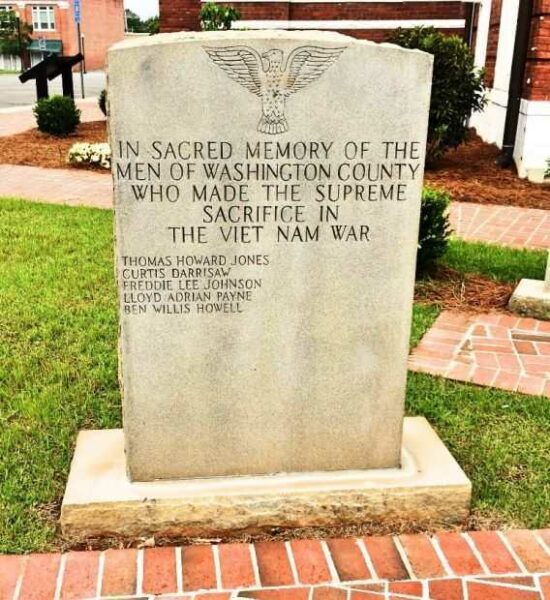 IN SACRED MEMORY OF THE
MEN OF WASHINGTON COUNTY
WHO MADE THE SUPREME
SACRIFICE IN
THE VIET NAM WAR
THOMAS HOWARD JONES
CURTIS DARRISAW
FREDDIE LEE JOHNSON
LLOYD ADRIAN PAYNE
BEN WILLIS HOWELL